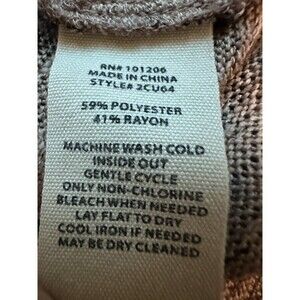 RN# 101206
MADE IN CHINA
STYLE# 2CU64
59% POLYESTER
41% RAYON
MACHINE WASH COLD
INSIDE OUT
GENTLE CYCLE
ONLY NON-CHLORINE
BLEACH WHEN NEEDED
LAY FLAT TO DRY
COOL IRON IF NEEDED
MAY BE DRY CLEANED